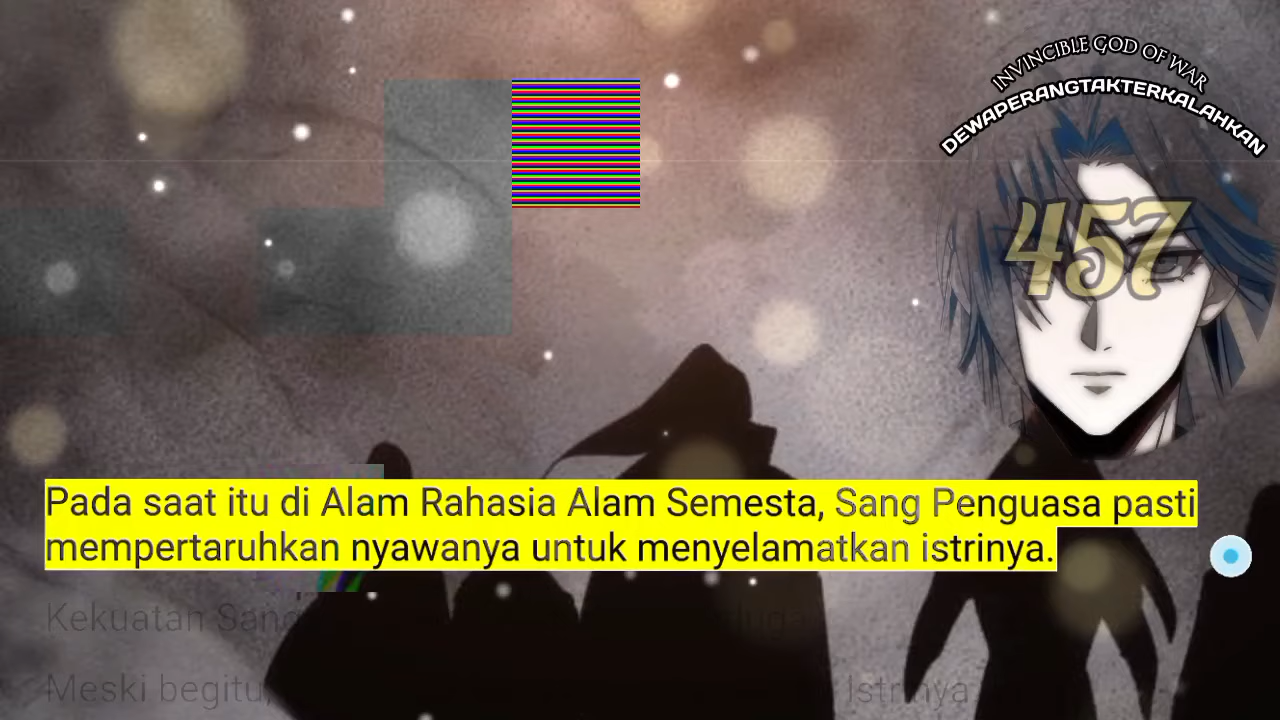 INVINCIBLE GOD OF WAR
DEWAPERANGTAKTERKALAHKAN
457
Pada saat itu di Alam Rahasia Alam Semesta, Sang Penguasa pasti
mempertaruhkan nyawanya untuk menyelamatkan istrinya.
Kekuatan Sang
Meski begitu, Istrinya